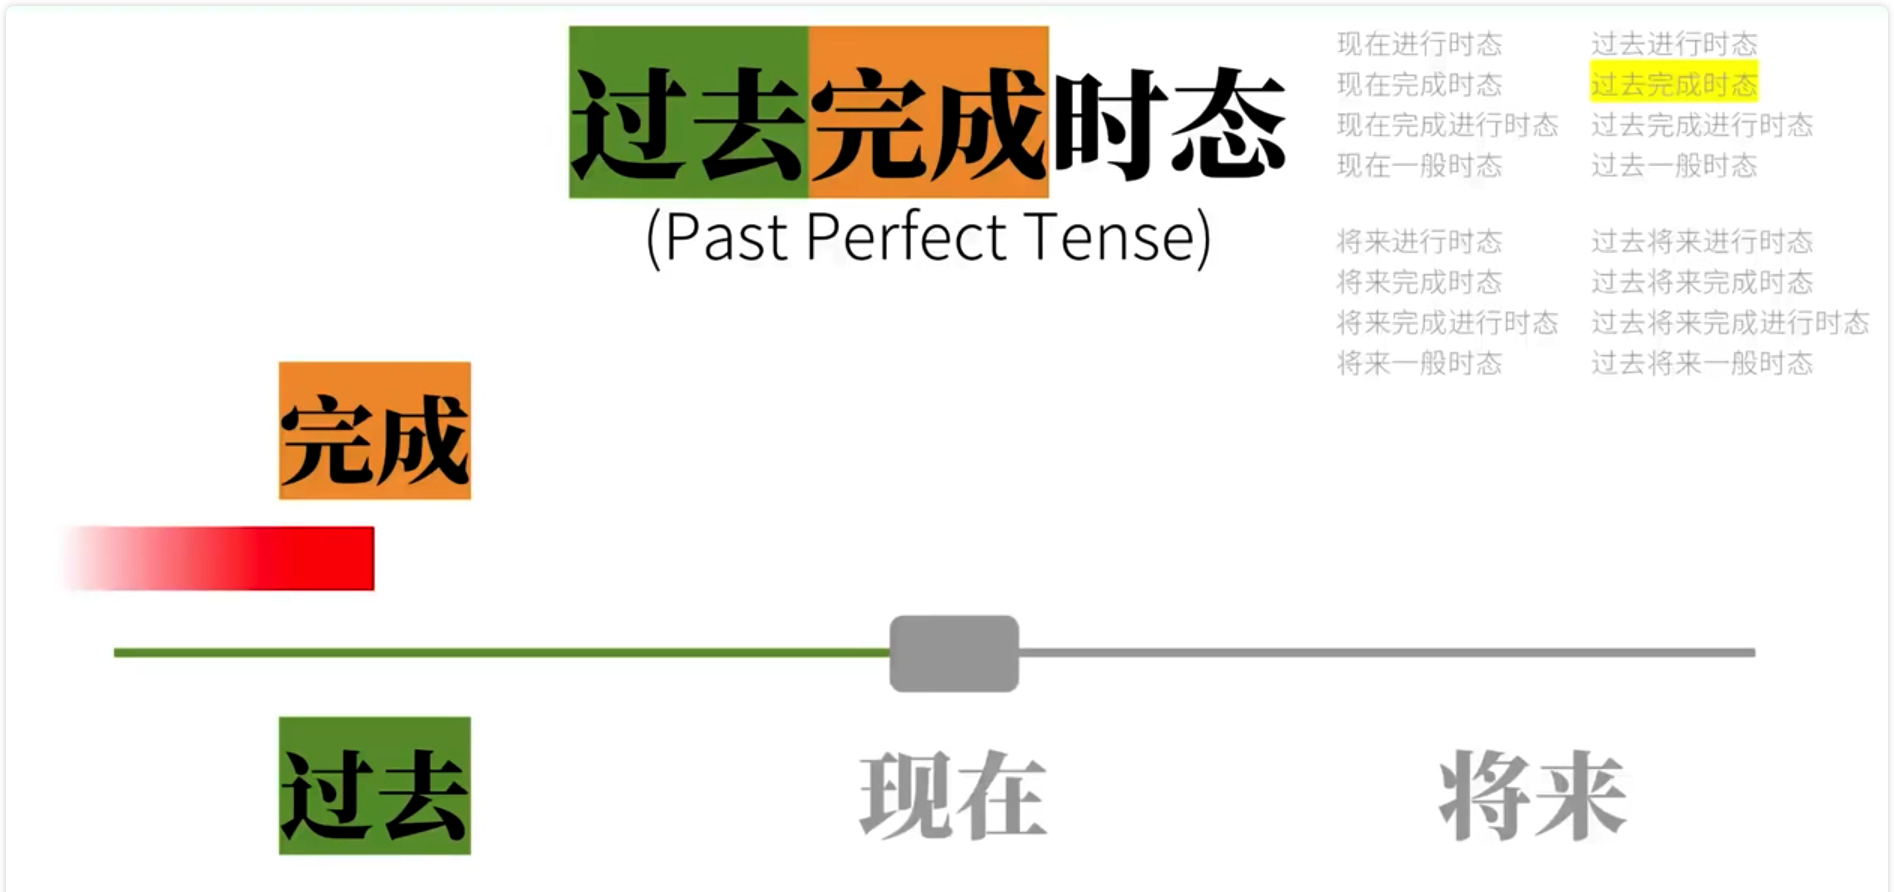 过去完成时态
(Past Perfect Tense)
现在进行时态 过去进行时态
现在完成时态 过去完成时态
现在完成进行时态 过去完成进行时态
现在一般时态 过去一般时态
将来进行时态 过去将来进行时态
将来完成时态 过去将来完成时态
将来完成进行时态 过去将来完成进行时态
将来一般时态 过去将来一般时态
完成
过去 现在 将来